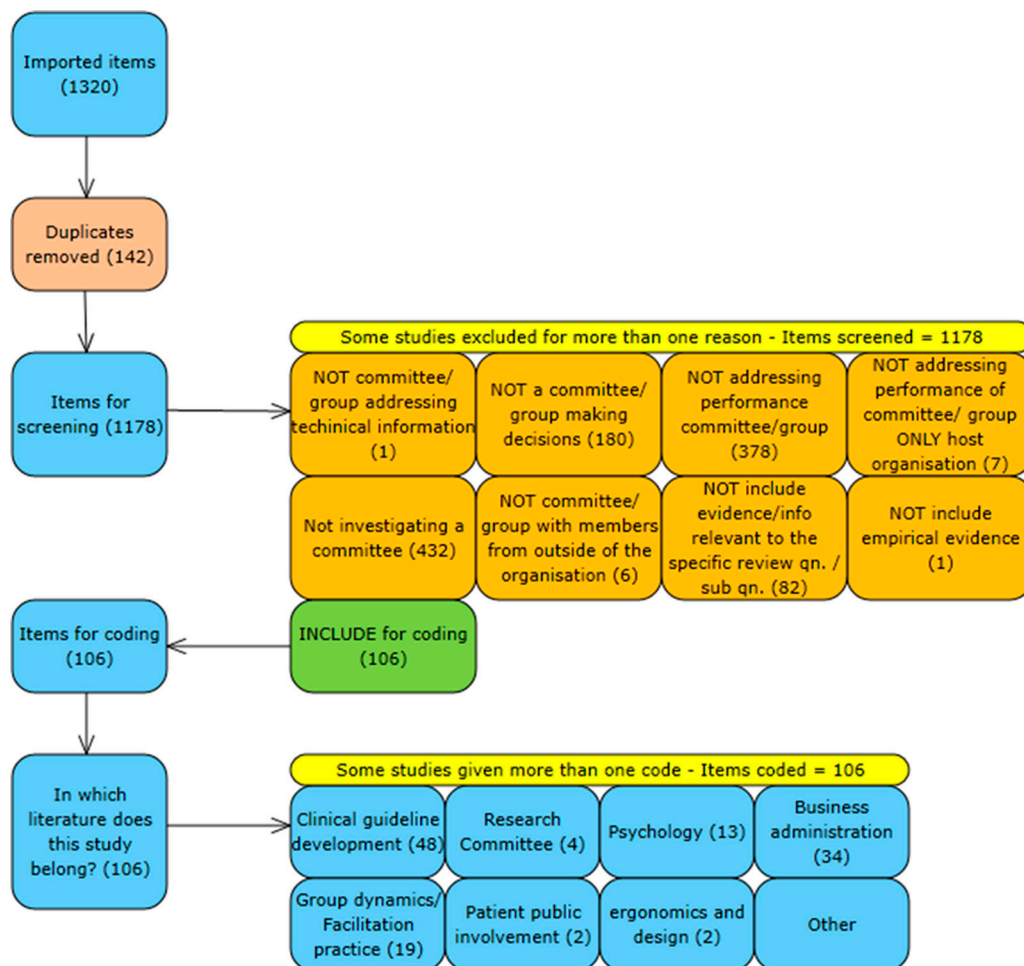 Imported items
(1320)
Duplicates
removed (142)
Items for
screening (1178)
Some studies excluded for more than one reason - Items screened = 1178
NOT committee/
group addressing
techinical information
(1)
NOT a committee/
group making
decisions (180)
NOT addressing
performance
committee/group
(378)
NOT addressing
performance of
committee/ group
ONLY host
organisation (7)
Not investigating a
committee (432)
NOT committee/
group with members
from outside of the
organisation (6)
NOT include
evidence/info
relevant to the
specific review qn. /
sub qn. (82)
NOT include
empirical evidence
(1)
Items for coding
(106)
INCLUDE for coding
(106)
In which
literature does
this study
belong? (106)
Some studies given more than one code - Items coded = 106
Clinical guideline
development (48)
Research
Committee (4)
Psychology (13)
Business
administration
(34)
Group dynamics/
Facilitation
practice (19)
Patient public
involvement (2)
ergonomics and
design (2)
Other